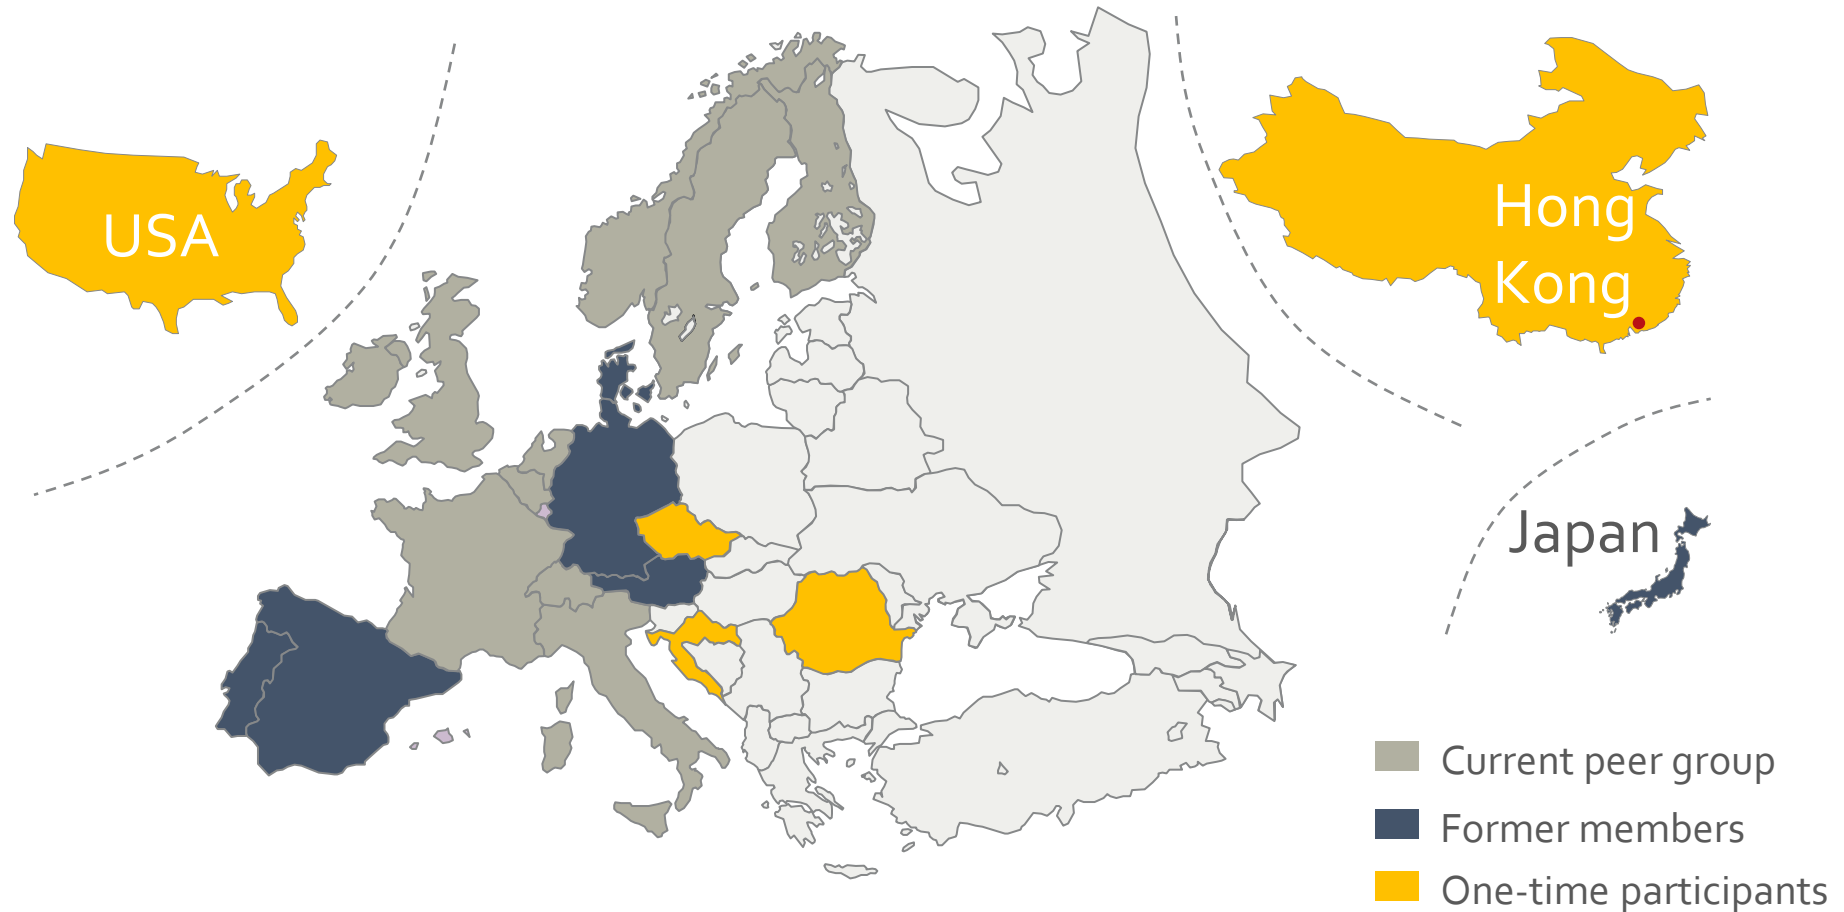 USA
Hong
Kong
Japan
Current peer group
Former members
One-time participants